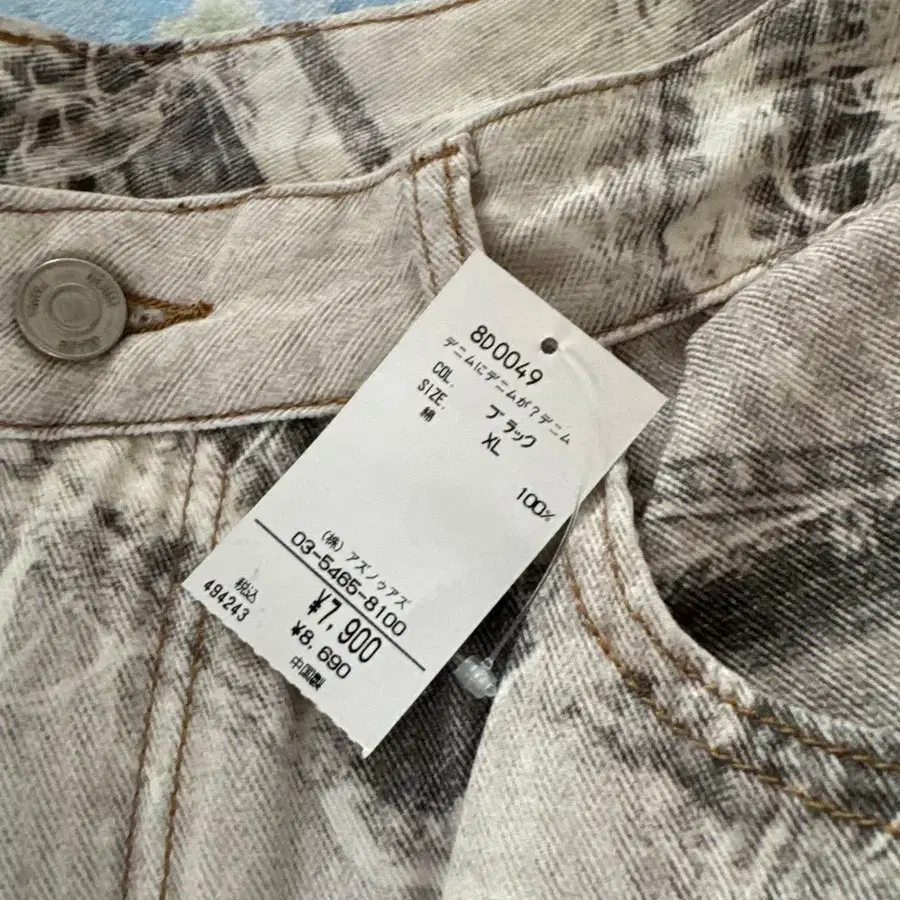 8D0049
デニムにデニムが？デニム
COL. ブラック
SIZE. XL
綿 100%
(株) アズノゥアズ
03-5465-8100
¥7,900
税込 ¥8,690
494243 中国製